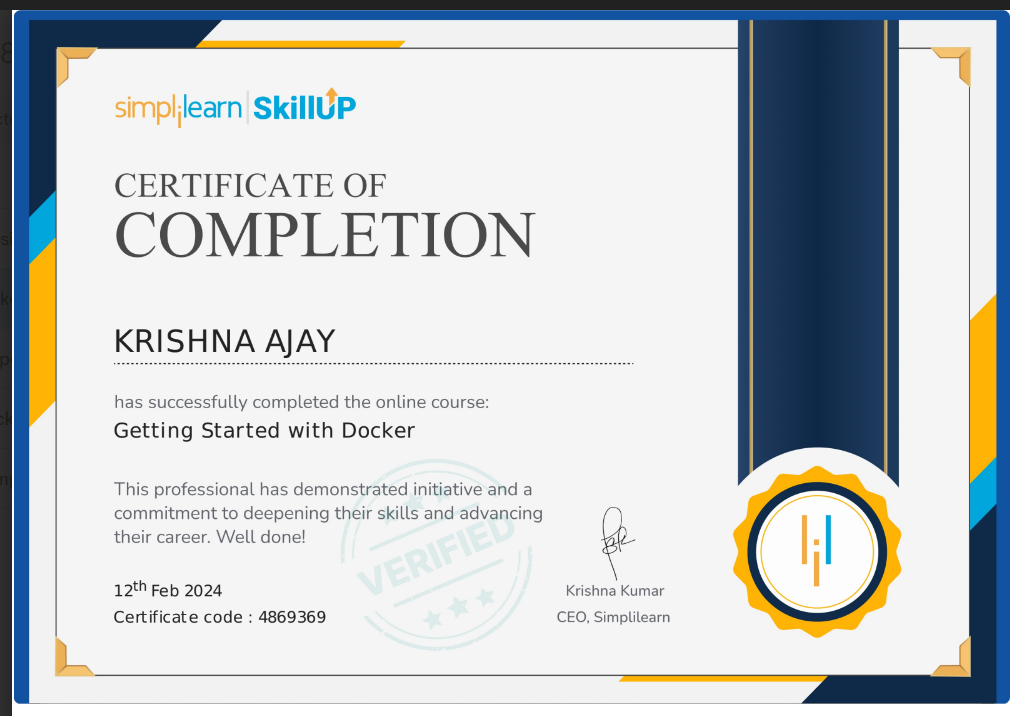 simplilearn | SkillUP
CERTIFICATE OF
COMPLETION
KRISHNA AJAY
has successfully completed the online course:
Getting Started with Docker
This professional has demonstrated initiative and a
commitment to deepening their skills and advancing
their career. Well done!
VERIFIED
12th Feb 2024
Certificate code : 4869369
Krishna Kumar
CEO, Simplilearn